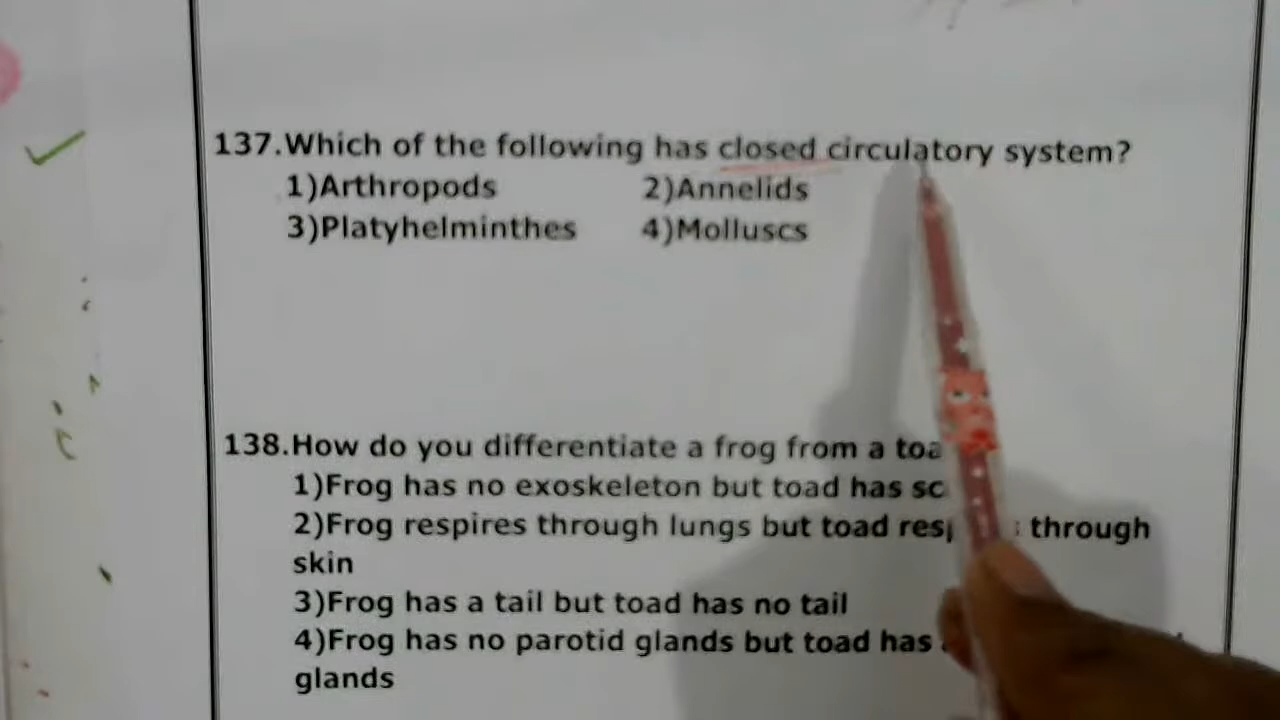 137.Which of the following has closed circulatory system?
1)Arthropods 2)Annelids
3)Platyhelminthes 4)Molluscs
138.How do you differentiate a frog from a
1)Frog has no exoskeleton but toad has
2)Frog respires through lungs but toad through
skin
3)Frog has a tail but toad has no tail
4)Frog has no parotid glands but toad has
glands